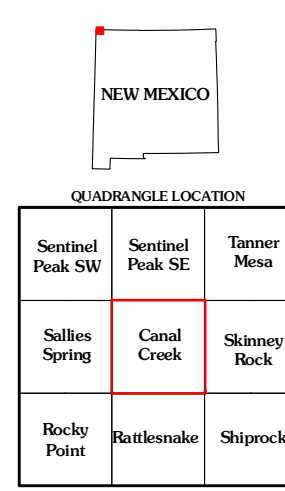 NEW MEXICO
QUADRANGLE LOCATION
Sentinel Peak SW
Sentinel Peak SE
Tanner Mesa
Sallies Spring
Canal Creek
Skinney Rock
Rocky Point
Rattlesnake
Shiprock